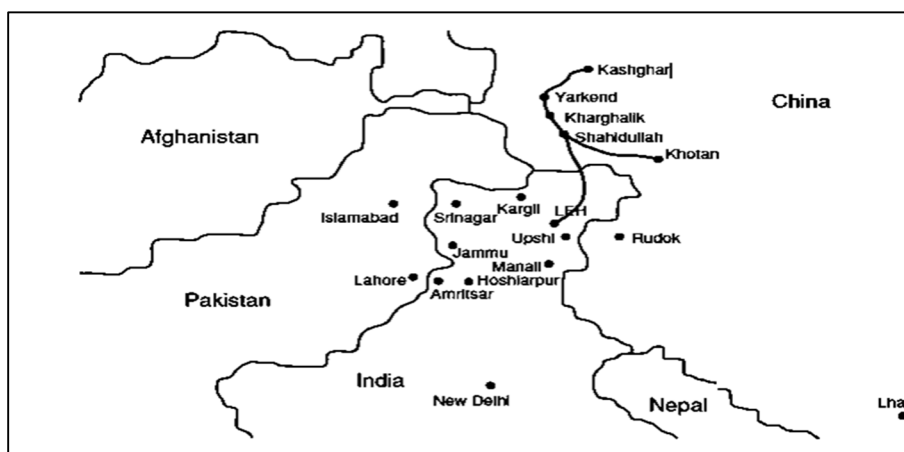 Kashghar
Yarkend
China
Kharghalik
Afghanistan
Shahidullah
Khotan
Kargil
LEH
Islamabad
Srinagar
Upshi
Rudok
Jammu
Manali
Lahore
Hoshiarpur
Pakistan
Amritsar
India
New Delhi
Nepal
Lha